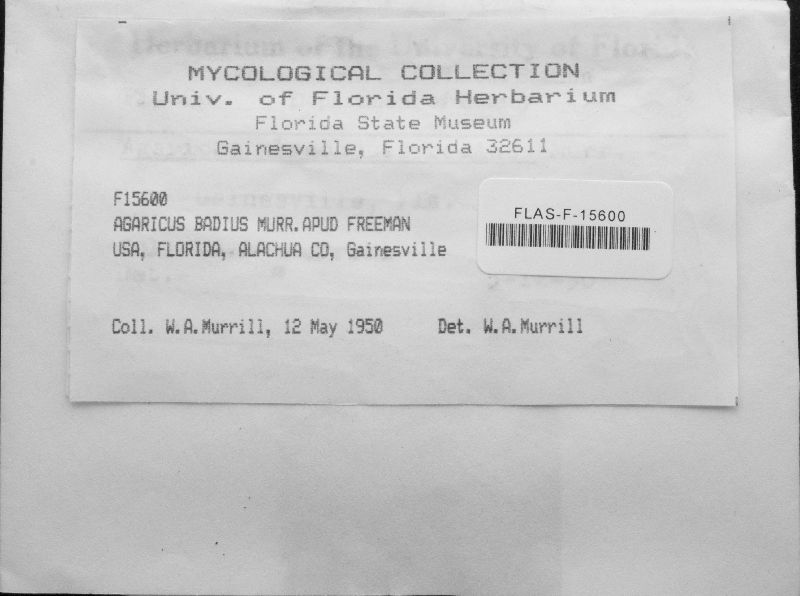 MYCOLOGICAL COLLECTION
Univ. of Florida Herbarium
Florida State Museum
Gainesville, Florida 32611
F15600
AGARICUS BADIUS MURR.APUD FREEMAN
USA, FLORIDA, ALACHUA CO, Gainesville
FLAS-F-15600
Coll. W.A.Murrill, 12 May 1950 Det. W.A.Murrill